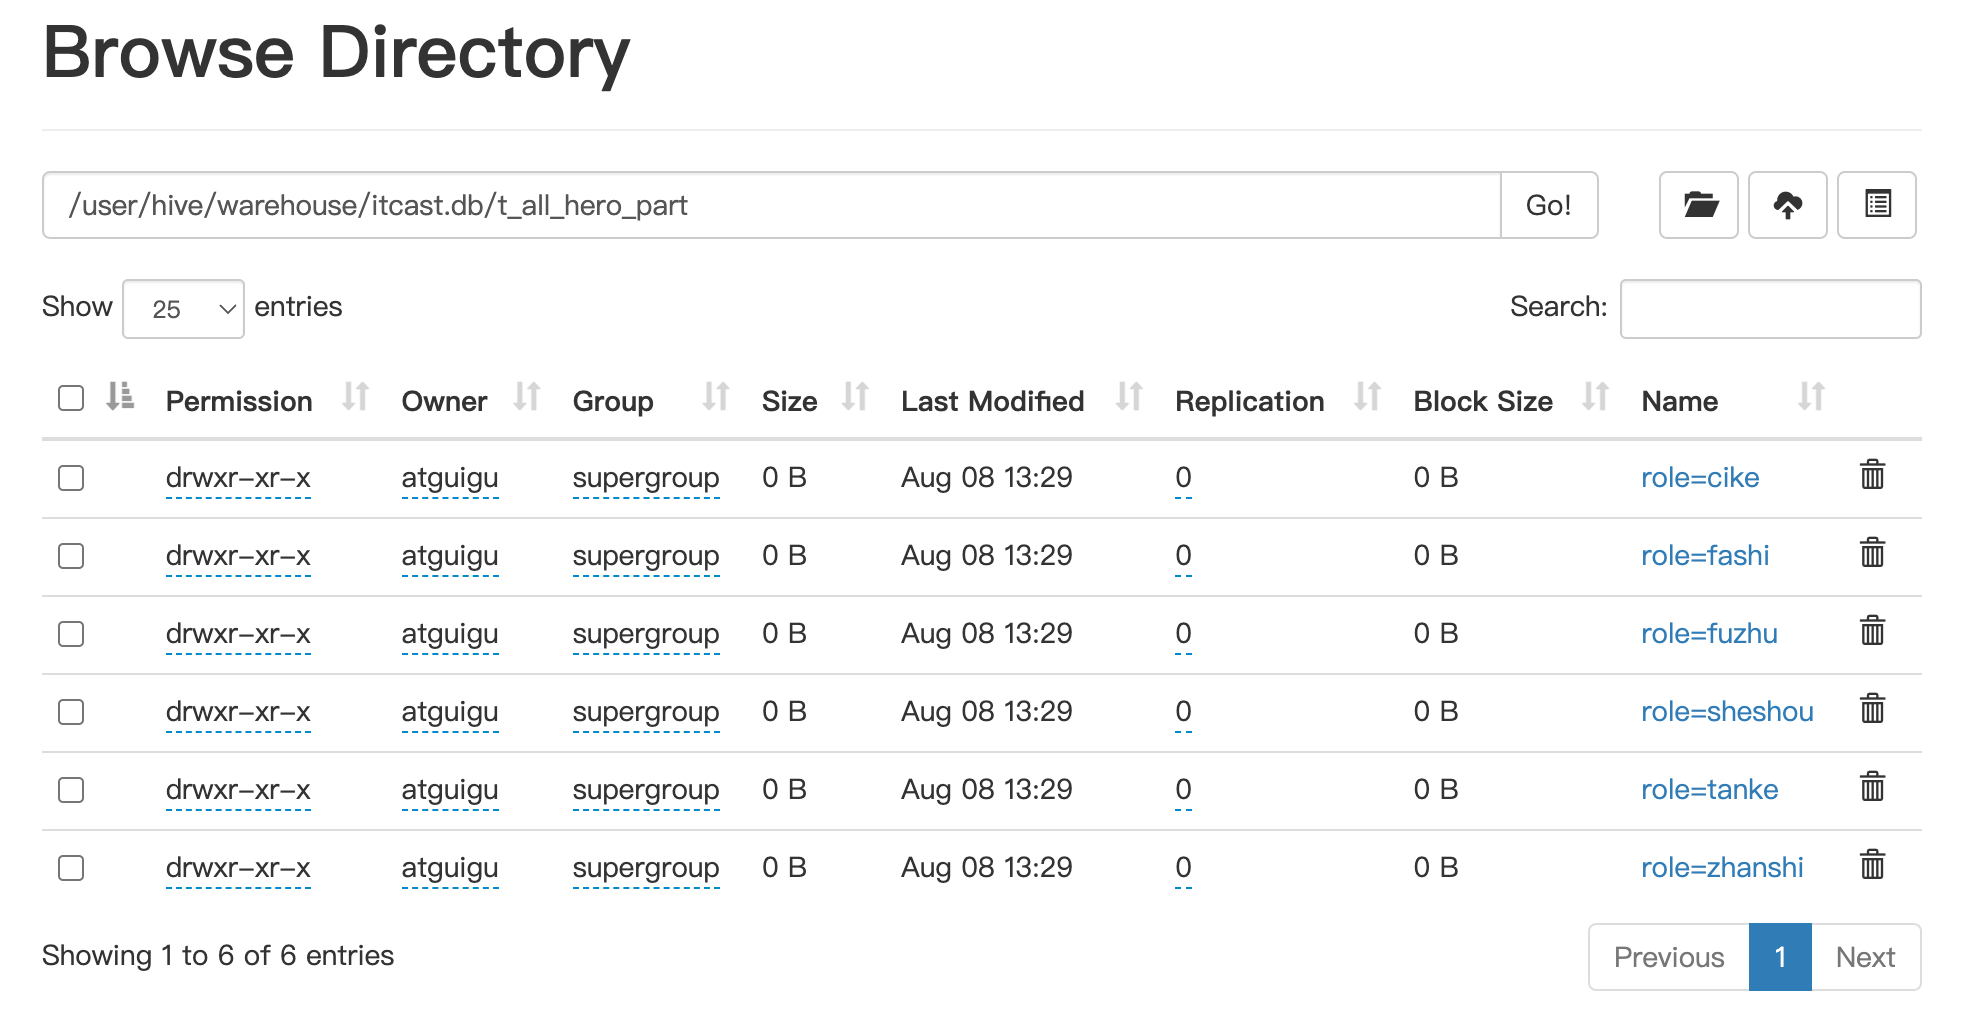 Browse Directory
/user/hive/warehouse/itcast.db/t_all_hero_part Go!
Show 25 entries Search:
Permission Owner Group Size Last Modified Replication Block Size Name
drwxr-xr-x atguigu supergroup 0 B Aug 08 13:29 0 0 B role=cike
drwxr-xr-x atguigu supergroup 0 B Aug 08 13:29 0 0 B role=fashi
drwxr-xr-x atguigu supergroup 0 B Aug 08 13:29 0 0 B role=fuzhu
drwxr-xr-x atguigu supergroup 0 B Aug 08 13:29 0 0 B role=sheshou
drwxr-xr-x atguigu supergroup 0 B Aug 08 13:29 0 0 B role=tanke
drwxr-xr-x atguigu supergroup 0 B Aug 08 13:29 0 0 B role=zhanshi
Showing 1 to 6 of 6 entries Previous 1 Next